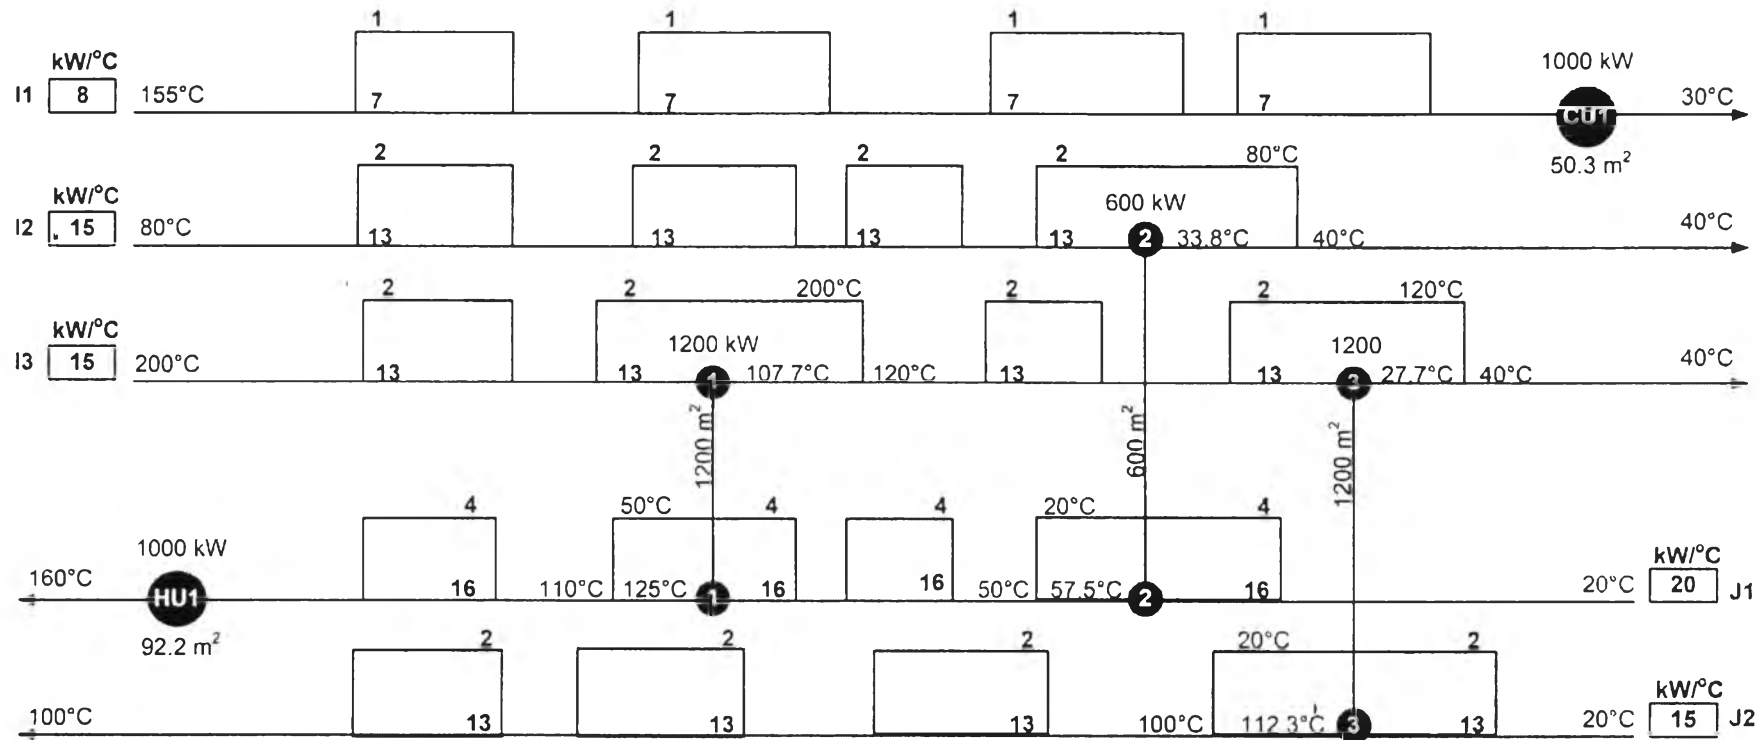 1 1 1 1
kW/°C 1000 kW
I1 8 155°C 7 7 7 7 CU1 30°C
50.3 m²
2 2 2 2 80°C
kW/°C 600 kW
I2 15 80°C 13 13 13 13 2 33.8°C 40°C 40°C
2 2 200°C 2 2 120°C
kW/°C 1200 kW 1200
I3 15 200°C 13 13 1 107.7°C 120°C 13 13 3 27.7°C 40°C 40°C
1200 m²
600 m²
1200 m²
4 50°C 4 4 20°C 4
1000 kW kW/°C
160°C HU1 16 110°C 125°C 1 16 16 50°C 57.5°C 2 16 20°C 20 J1
92.2 m²
2 2 2 20°C 2
kW/°C
100°C 13 13 13 100°C 112.3°C 3 13 20°C 15 J2